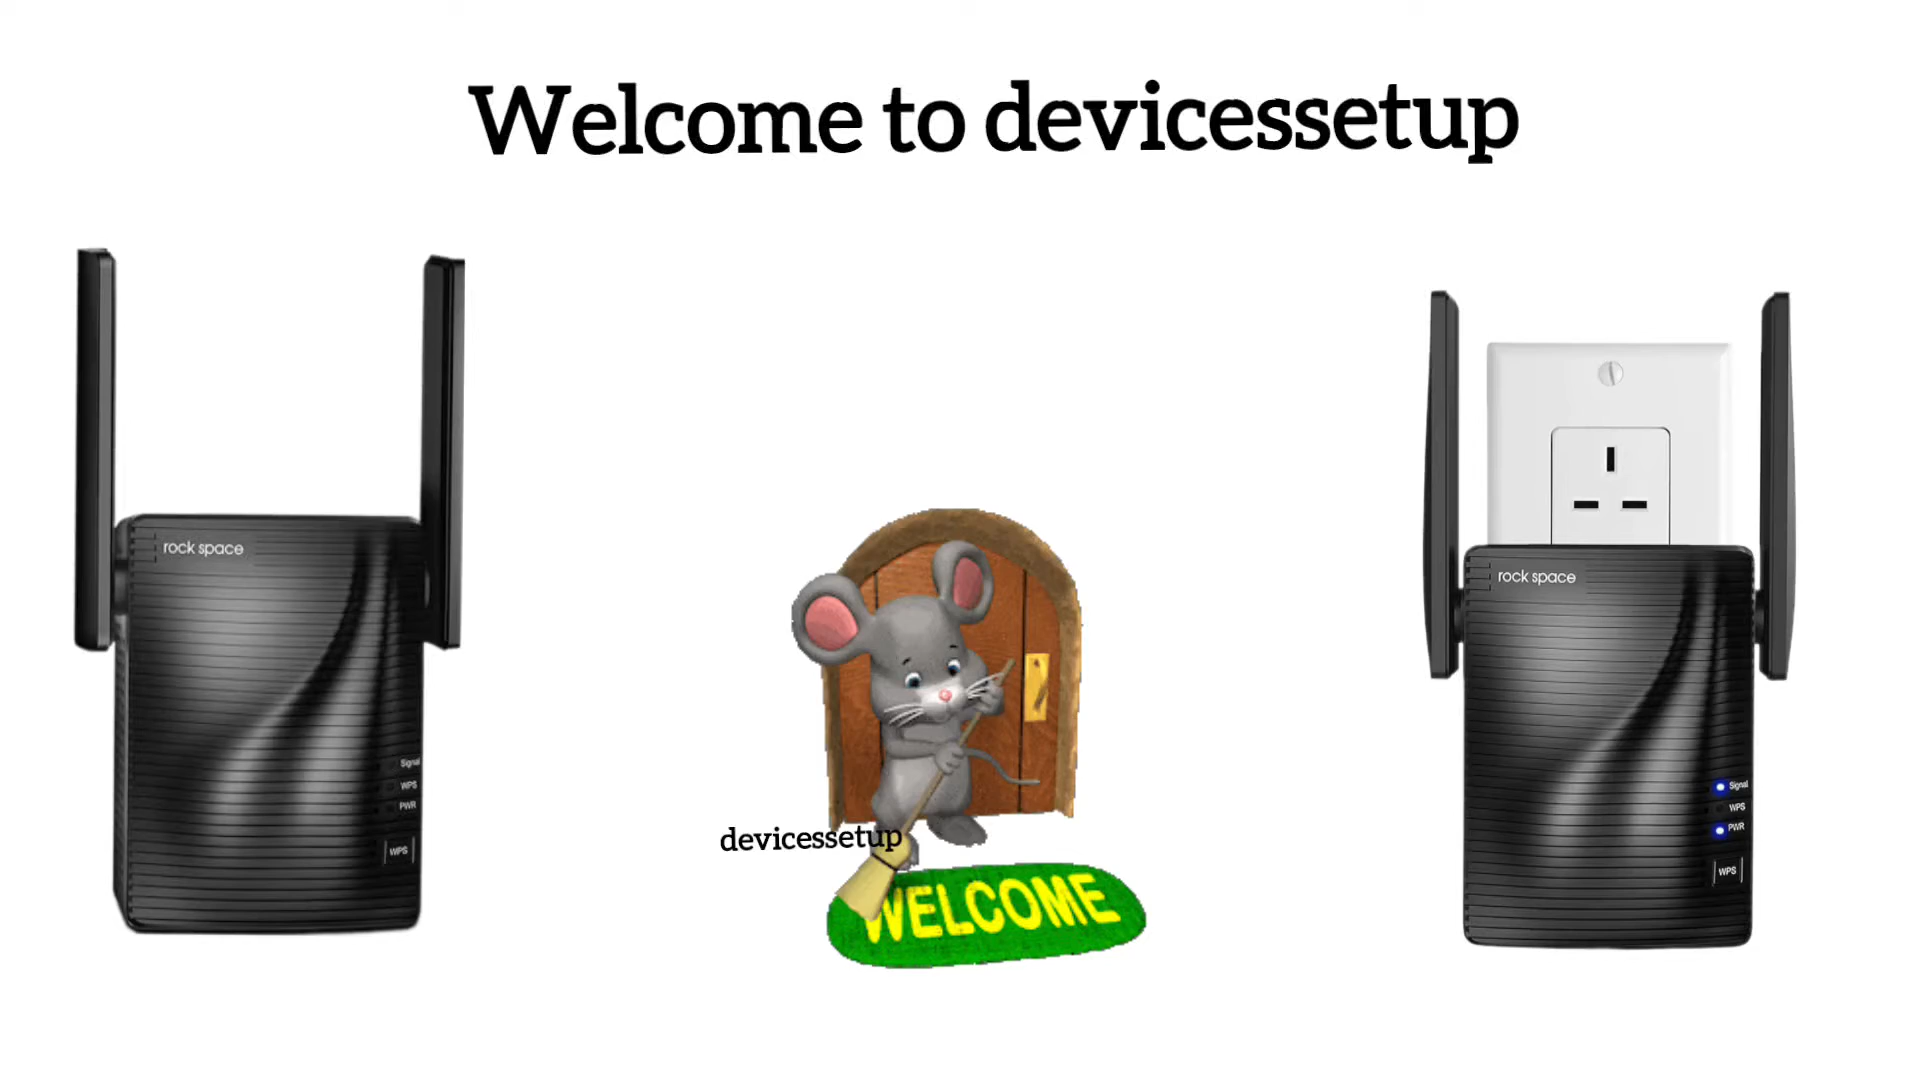 Welcome to devicessetup
rock space
Signal
WPS
PWR
WPS
devicessetup
WELCOME
rock space
Signal
WPS
PWR
WPS